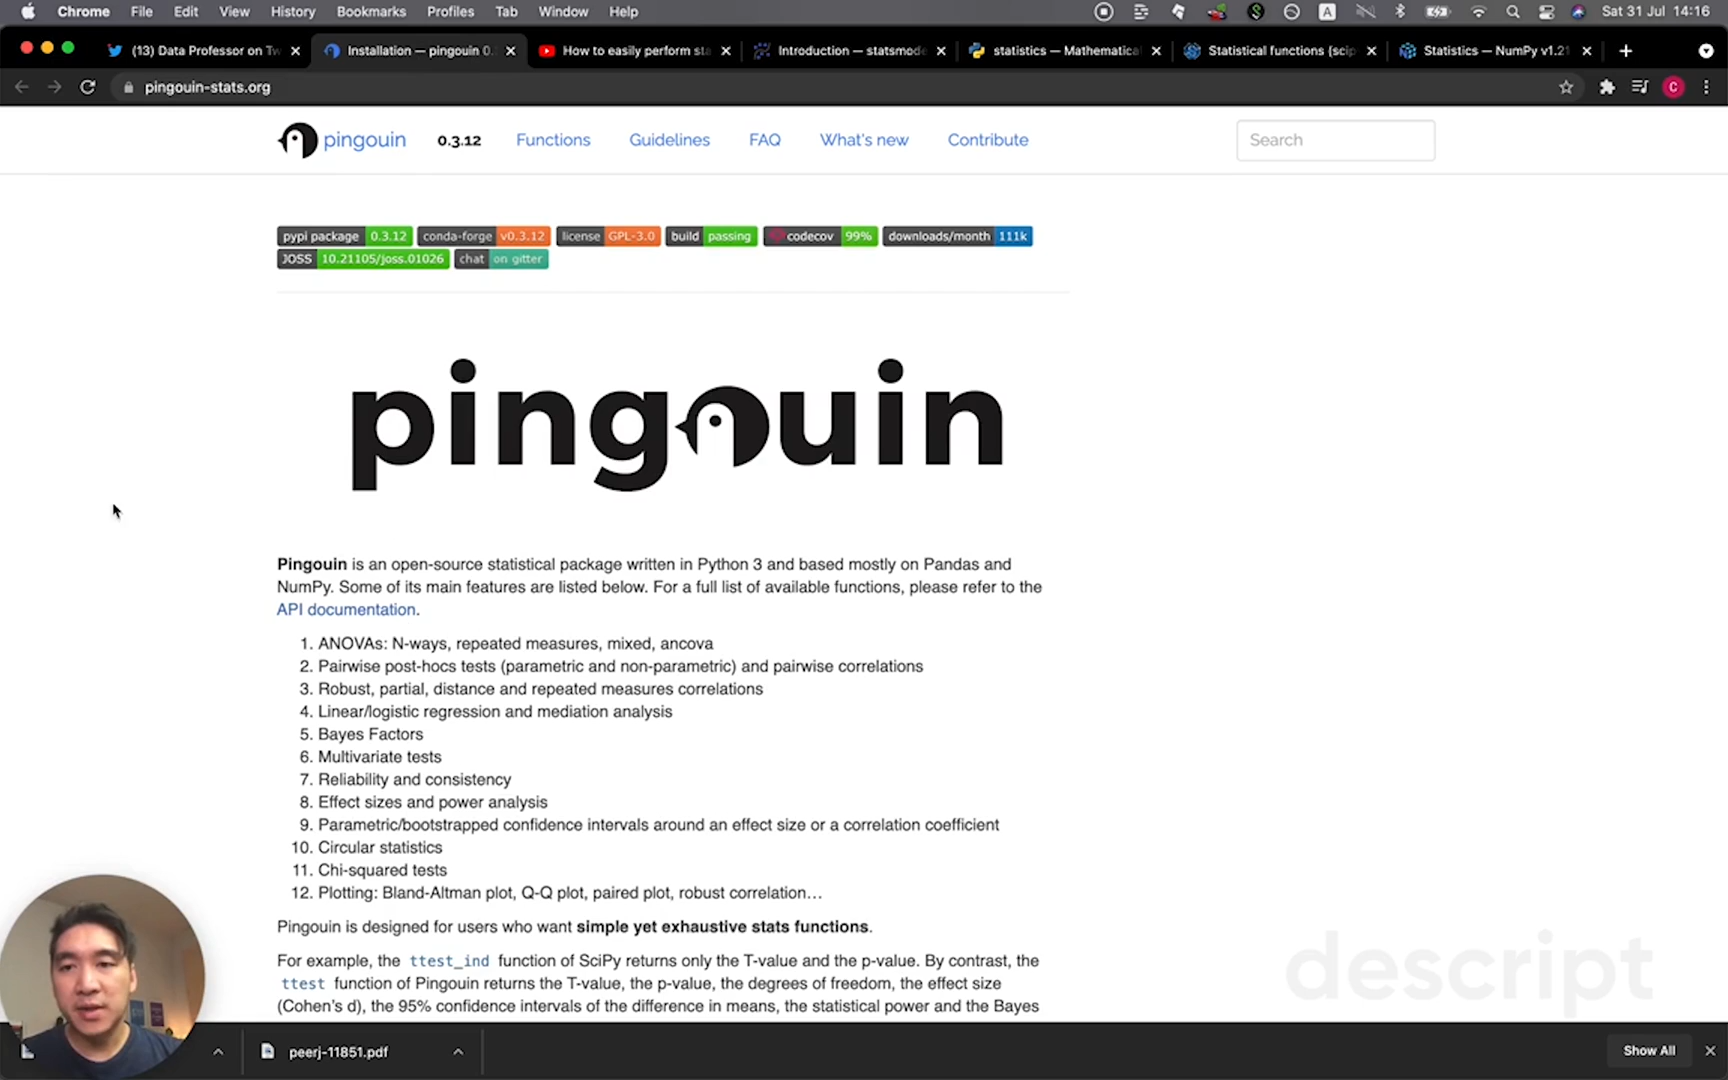 Chrome File Edit View History Bookmarks Profiles Tab Window Help A Sat 31 Jul 14:16
(13) Data Professor on Tw Installation — pingouin 0. How to easily perform sta Introduction — statsmode statistics — Mathematical Statistical functions (scip Statistics — NumPy v1.21
pingouin-stats.org C
pingouin 0.3.12 Functions Guidelines FAQ What's new Contribute Search
pypi package 0.3.12 conda-forge v0.3.12 license GPL-3.0 build passing codecov 99% downloads/month 111k
JOSS 10.21105/joss.01026 chat on gitter
pingouin
Pingouin is an open-source statistical package written in Python 3 and based mostly on Pandas and
NumPy. Some of its main features are listed below. For a full list of available functions, please refer to the
API documentation.
1. ANOVAs: N-ways, repeated measures, mixed, ancova
2. Pairwise post-hocs tests (parametric and non-parametric) and pairwise correlations
3. Robust, partial, distance and repeated measures correlations
4. Linear/logistic regression and mediation analysis
5. Bayes Factors
6. Multivariate tests
7. Reliability and consistency
8. Effect sizes and power analysis
9. Parametric/bootstrapped confidence intervals around an effect size or a correlation coefficient
10. Circular statistics
11. Chi-squared tests
12. Plotting: Bland-Altman plot, Q-Q plot, paired plot, robust correlation…
Pingouin is designed for users who want simple yet exhaustive stats functions.
For example, the ttest_ind function of SciPy returns only the T-value and the p-value. By contrast, the
ttest function of Pingouin returns the T-value, the p-value, the degrees of freedom, the effect size
(Cohen's d), the 95% confidence intervals of the difference in means, the statistical power and the Bayes
descript
peerj-11851.pdf Show All